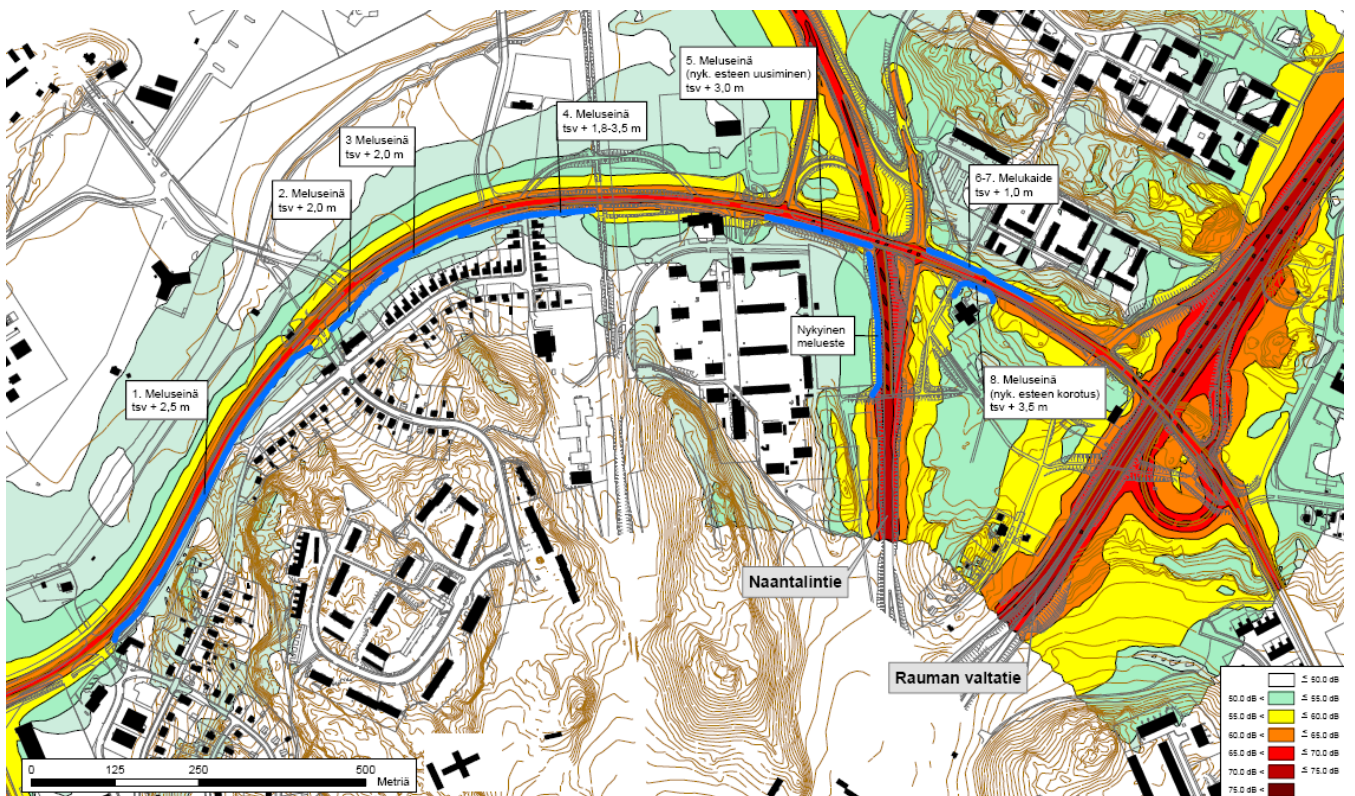 5. Meluseinä
(nyk. esteen uusiminen)
tsv + 3,0 m
4. Meluseinä
tsv + 1,8-3,5 m
3 Meluseinä
tsv + 2,0 m
2. Meluseinä
tsv + 2,0 m
6-7. Melukaide
tsv + 1,0 m
Nykyinen
melueste
1. Meluseinä
tsv + 2,5 m
8. Meluseinä
(nyk. esteen korotus)
tsv + 3,5 m
Naantalintie
Rauman valtatie
≤ 50.0 dB
50.0 dB < ≤ 55.0 dB
55.0 dB < ≤ 60.0 dB
60.0 dB < ≤ 65.0 dB
65.0 dB < ≤ 70.0 dB
70.0 dB < ≤ 75.0 dB
75.0 dB <
0 125 250 500
Metriä